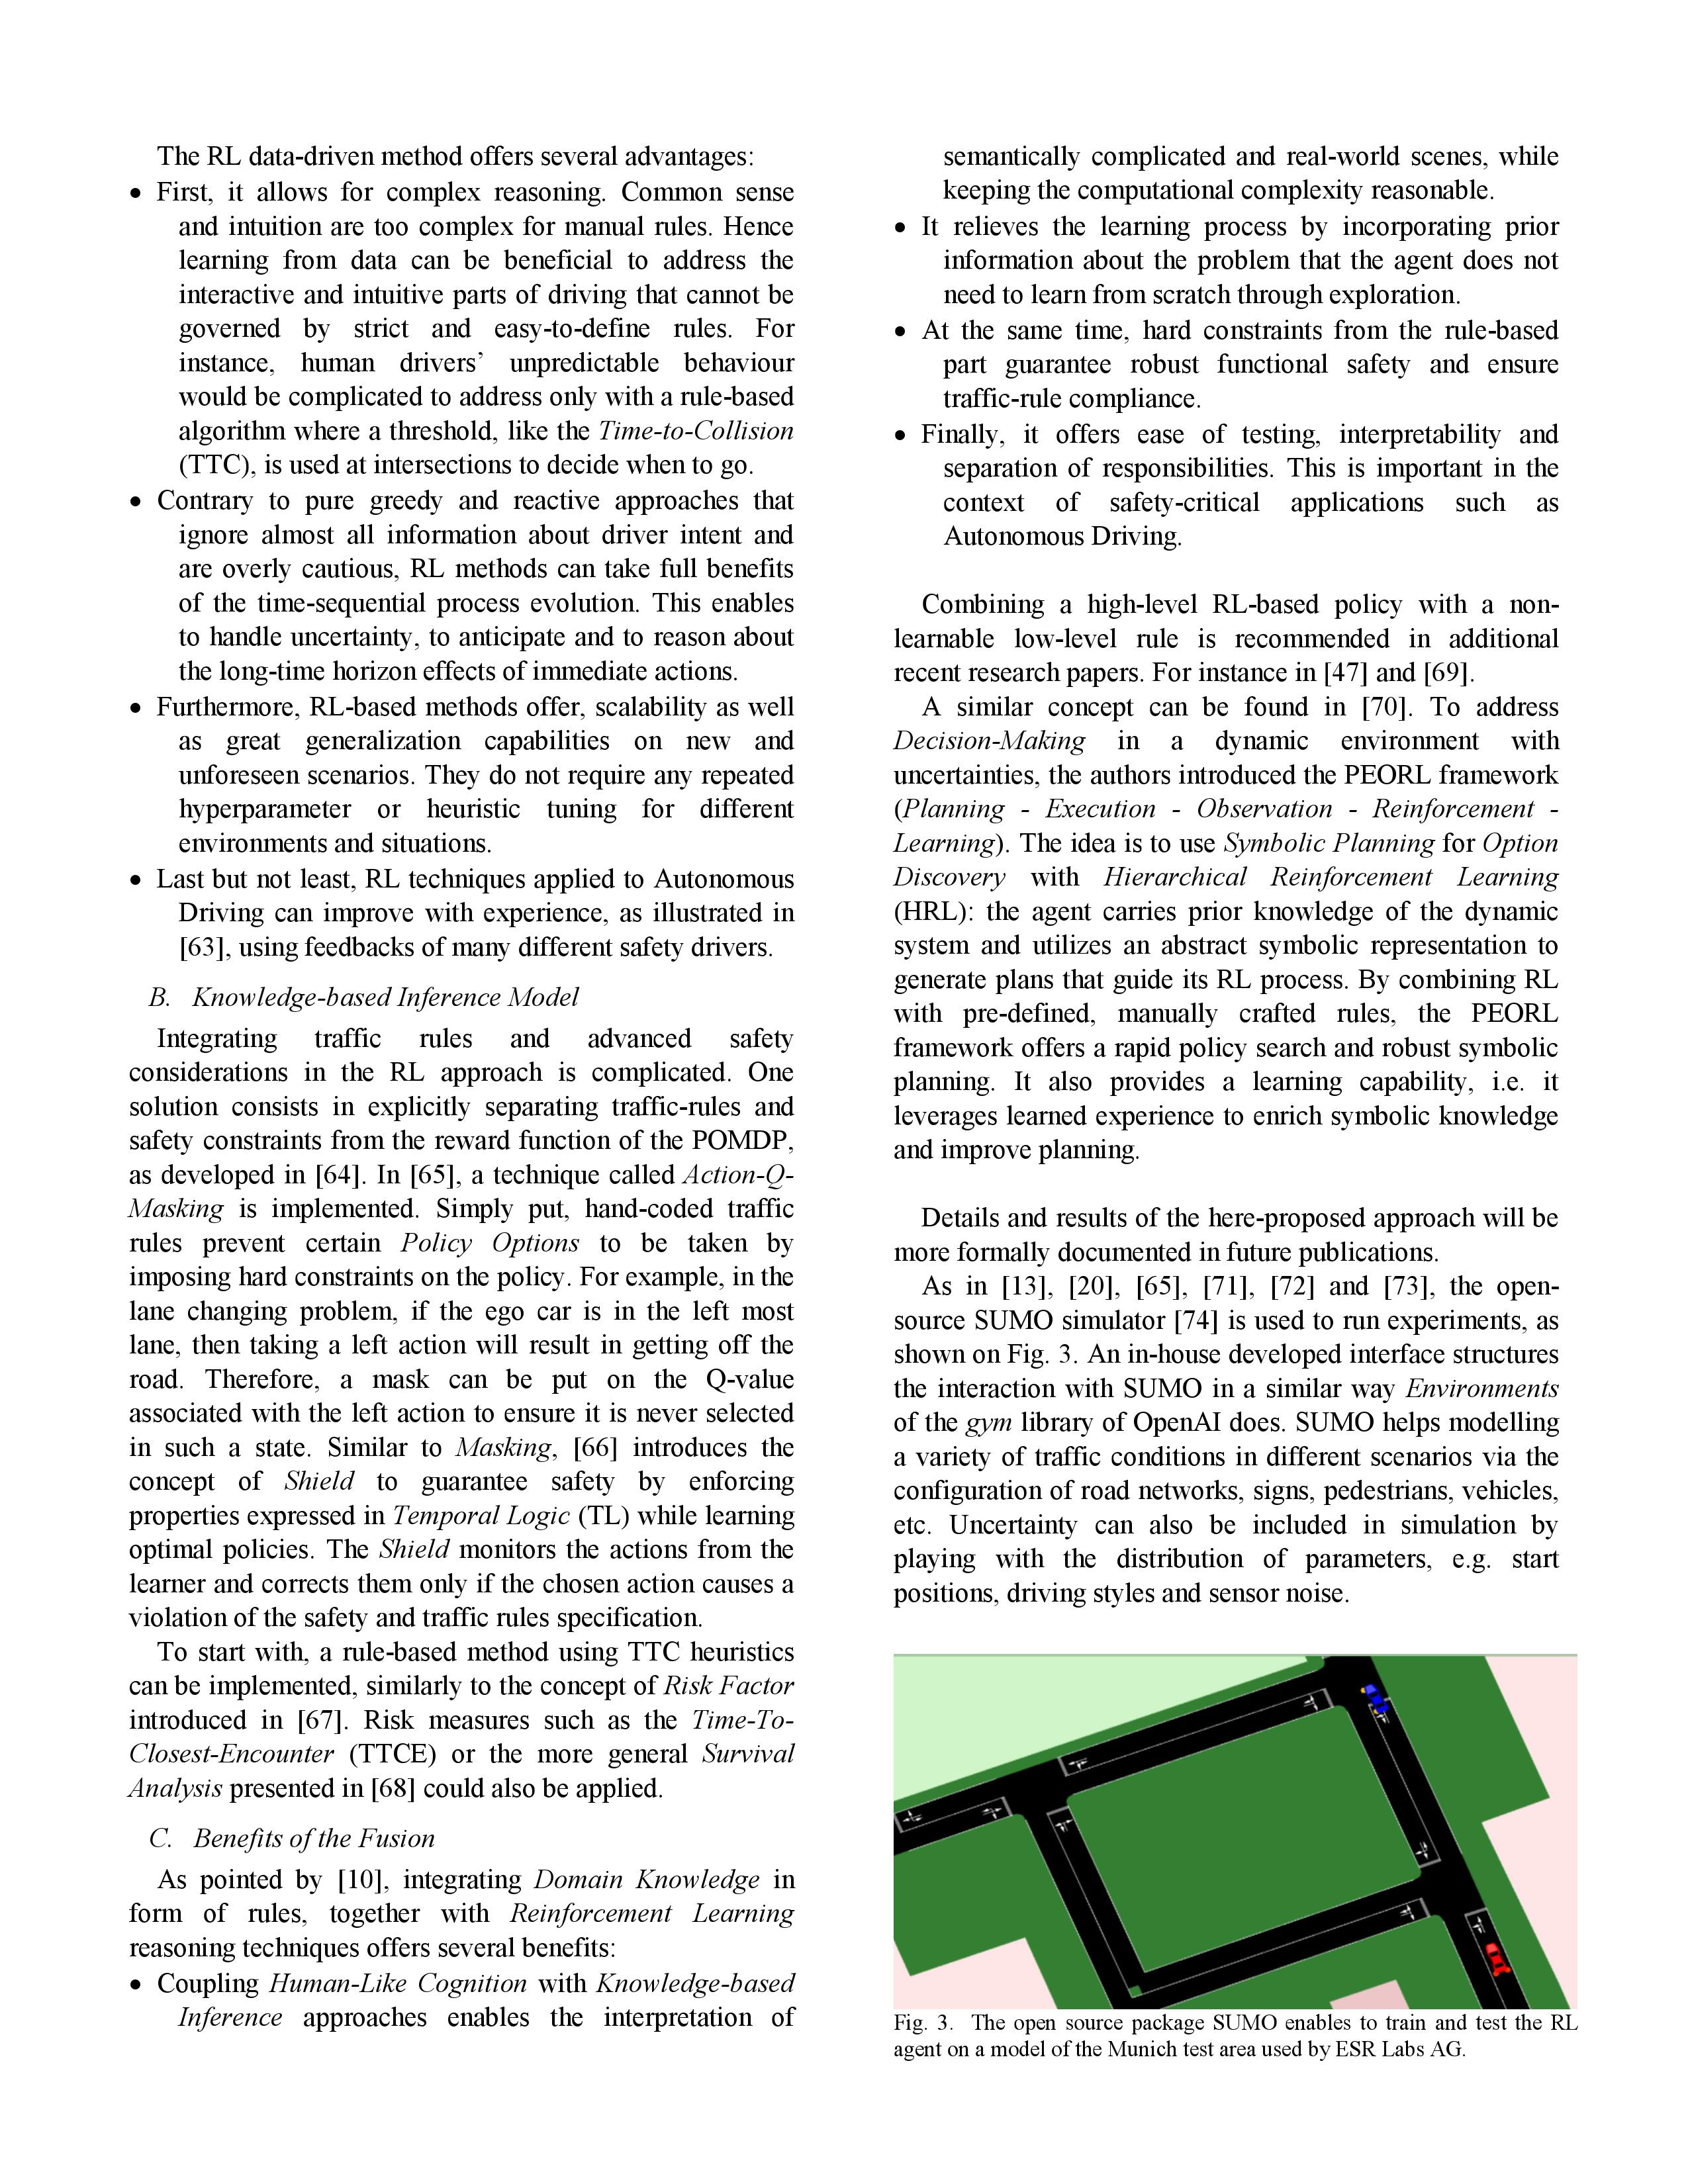 The RL data-driven method offers several advantages:
• First, it allows for complex reasoning. Common sense
and intuition are too complex for manual rules. Hence
learning from data can be beneficial to address the
interactive and intuitive parts of driving that cannot be
governed by strict and easy-to-define rules. For
instance, human drivers’ unpredictable behaviour
would be complicated to address only with a rule-based
algorithm where a threshold, like the Time-to-Collision
(TTC), is used at intersections to decide when to go.
• Contrary to pure greedy and reactive approaches that
ignore almost all information about driver intent and
are overly cautious, RL methods can take full benefits
of the time-sequential process evolution. This enables
to handle uncertainty, to anticipate and to reason about
the long-time horizon effects of immediate actions.
• Furthermore, RL-based methods offer, scalability as well
as great generalization capabilities on new and
unforeseen scenarios. They do not require any repeated
hyperparameter or heuristic tuning for different
environments and situations.
• Last but not least, RL techniques applied to Autonomous
Driving can improve with experience, as illustrated in
[63], using feedbacks of many different safety drivers.
B. Knowledge-based Inference Model
Integrating traffic rules and advanced safety
considerations in the RL approach is complicated. One
solution consists in explicitly separating traffic-rules and
safety constraints from the reward function of the POMDP,
as developed in [64]. In [65], a technique called Action-Q-
Masking is implemented. Simply put, hand-coded traffic
rules prevent certain Policy Options to be taken by
imposing hard constraints on the policy. For example, in the
lane changing problem, if the ego car is in the left most
lane, then taking a left action will result in getting off the
road. Therefore, a mask can be put on the Q-value
associated with the left action to ensure it is never selected
in such a state. Similar to Masking, [66] introduces the
concept of Shield to guarantee safety by enforcing
properties expressed in Temporal Logic (TL) while learning
optimal policies. The Shield monitors the actions from the
learner and corrects them only if the chosen action causes a
violation of the safety and traffic rules specification.
To start with, a rule-based method using TTC heuristics
can be implemented, similarly to the concept of Risk Factor
introduced in [67]. Risk measures such as the Time-To-
Closest-Encounter (TTCE) or the more general Survival
Analysis presented in [68] could also be applied.
C. Benefits of the Fusion
As pointed by [10], integrating Domain Knowledge in
form of rules, together with Reinforcement Learning
reasoning techniques offers several benefits:
• Coupling Human-Like Cognition with Knowledge-based
Inference approaches enables the interpretation of
semantically complicated and real-world scenes, while
keeping the computational complexity reasonable.
• It relieves the learning process by incorporating prior
information about the problem that the agent does not
need to learn from scratch through exploration.
• At the same time, hard constraints from the rule-based
part guarantee robust functional safety and ensure
traffic-rule compliance.
• Finally, it offers ease of testing, interpretability and
separation of responsibilities. This is important in the
context of safety-critical applications such as
Autonomous Driving.
Combining a high-level RL-based policy with a non-
learnable low-level rule is recommended in additional
recent research papers. For instance in [47] and [69].
A similar concept can be found in [70]. To address
Decision-Making in a dynamic environment with
uncertainties, the authors introduced the PEORL framework
(Planning - Execution - Observation - Reinforcement -
Learning). The idea is to use Symbolic Planning for Option
Discovery with Hierarchical Reinforcement Learning
(HRL): the agent carries prior knowledge of the dynamic
system and utilizes an abstract symbolic representation to
generate plans that guide its RL process. By combining RL
with pre-defined, manually crafted rules, the PEORL
framework offers a rapid policy search and robust symbolic
planning. It also provides a learning capability, i.e. it
leverages learned experience to enrich symbolic knowledge
and improve planning.
Details and results of the here-proposed approach will be
more formally documented in future publications.
As in [13], [20], [65], [71], [72] and [73], the open-
source SUMO simulator [74] is used to run experiments, as
shown on Fig. 3. An in-house developed interface structures
the interaction with SUMO in a similar way Environments
of the gym library of OpenAI does. SUMO helps modelling
a variety of traffic conditions in different scenarios via the
configuration of road networks, signs, pedestrians, vehicles,
etc. Uncertainty can also be included in simulation by
playing with the distribution of parameters, e.g. start
positions, driving styles and sensor noise.
Fig. 3. The open source package SUMO enables to train and test the RL
agent on a model of the Munich test area used by ESR Labs AG.